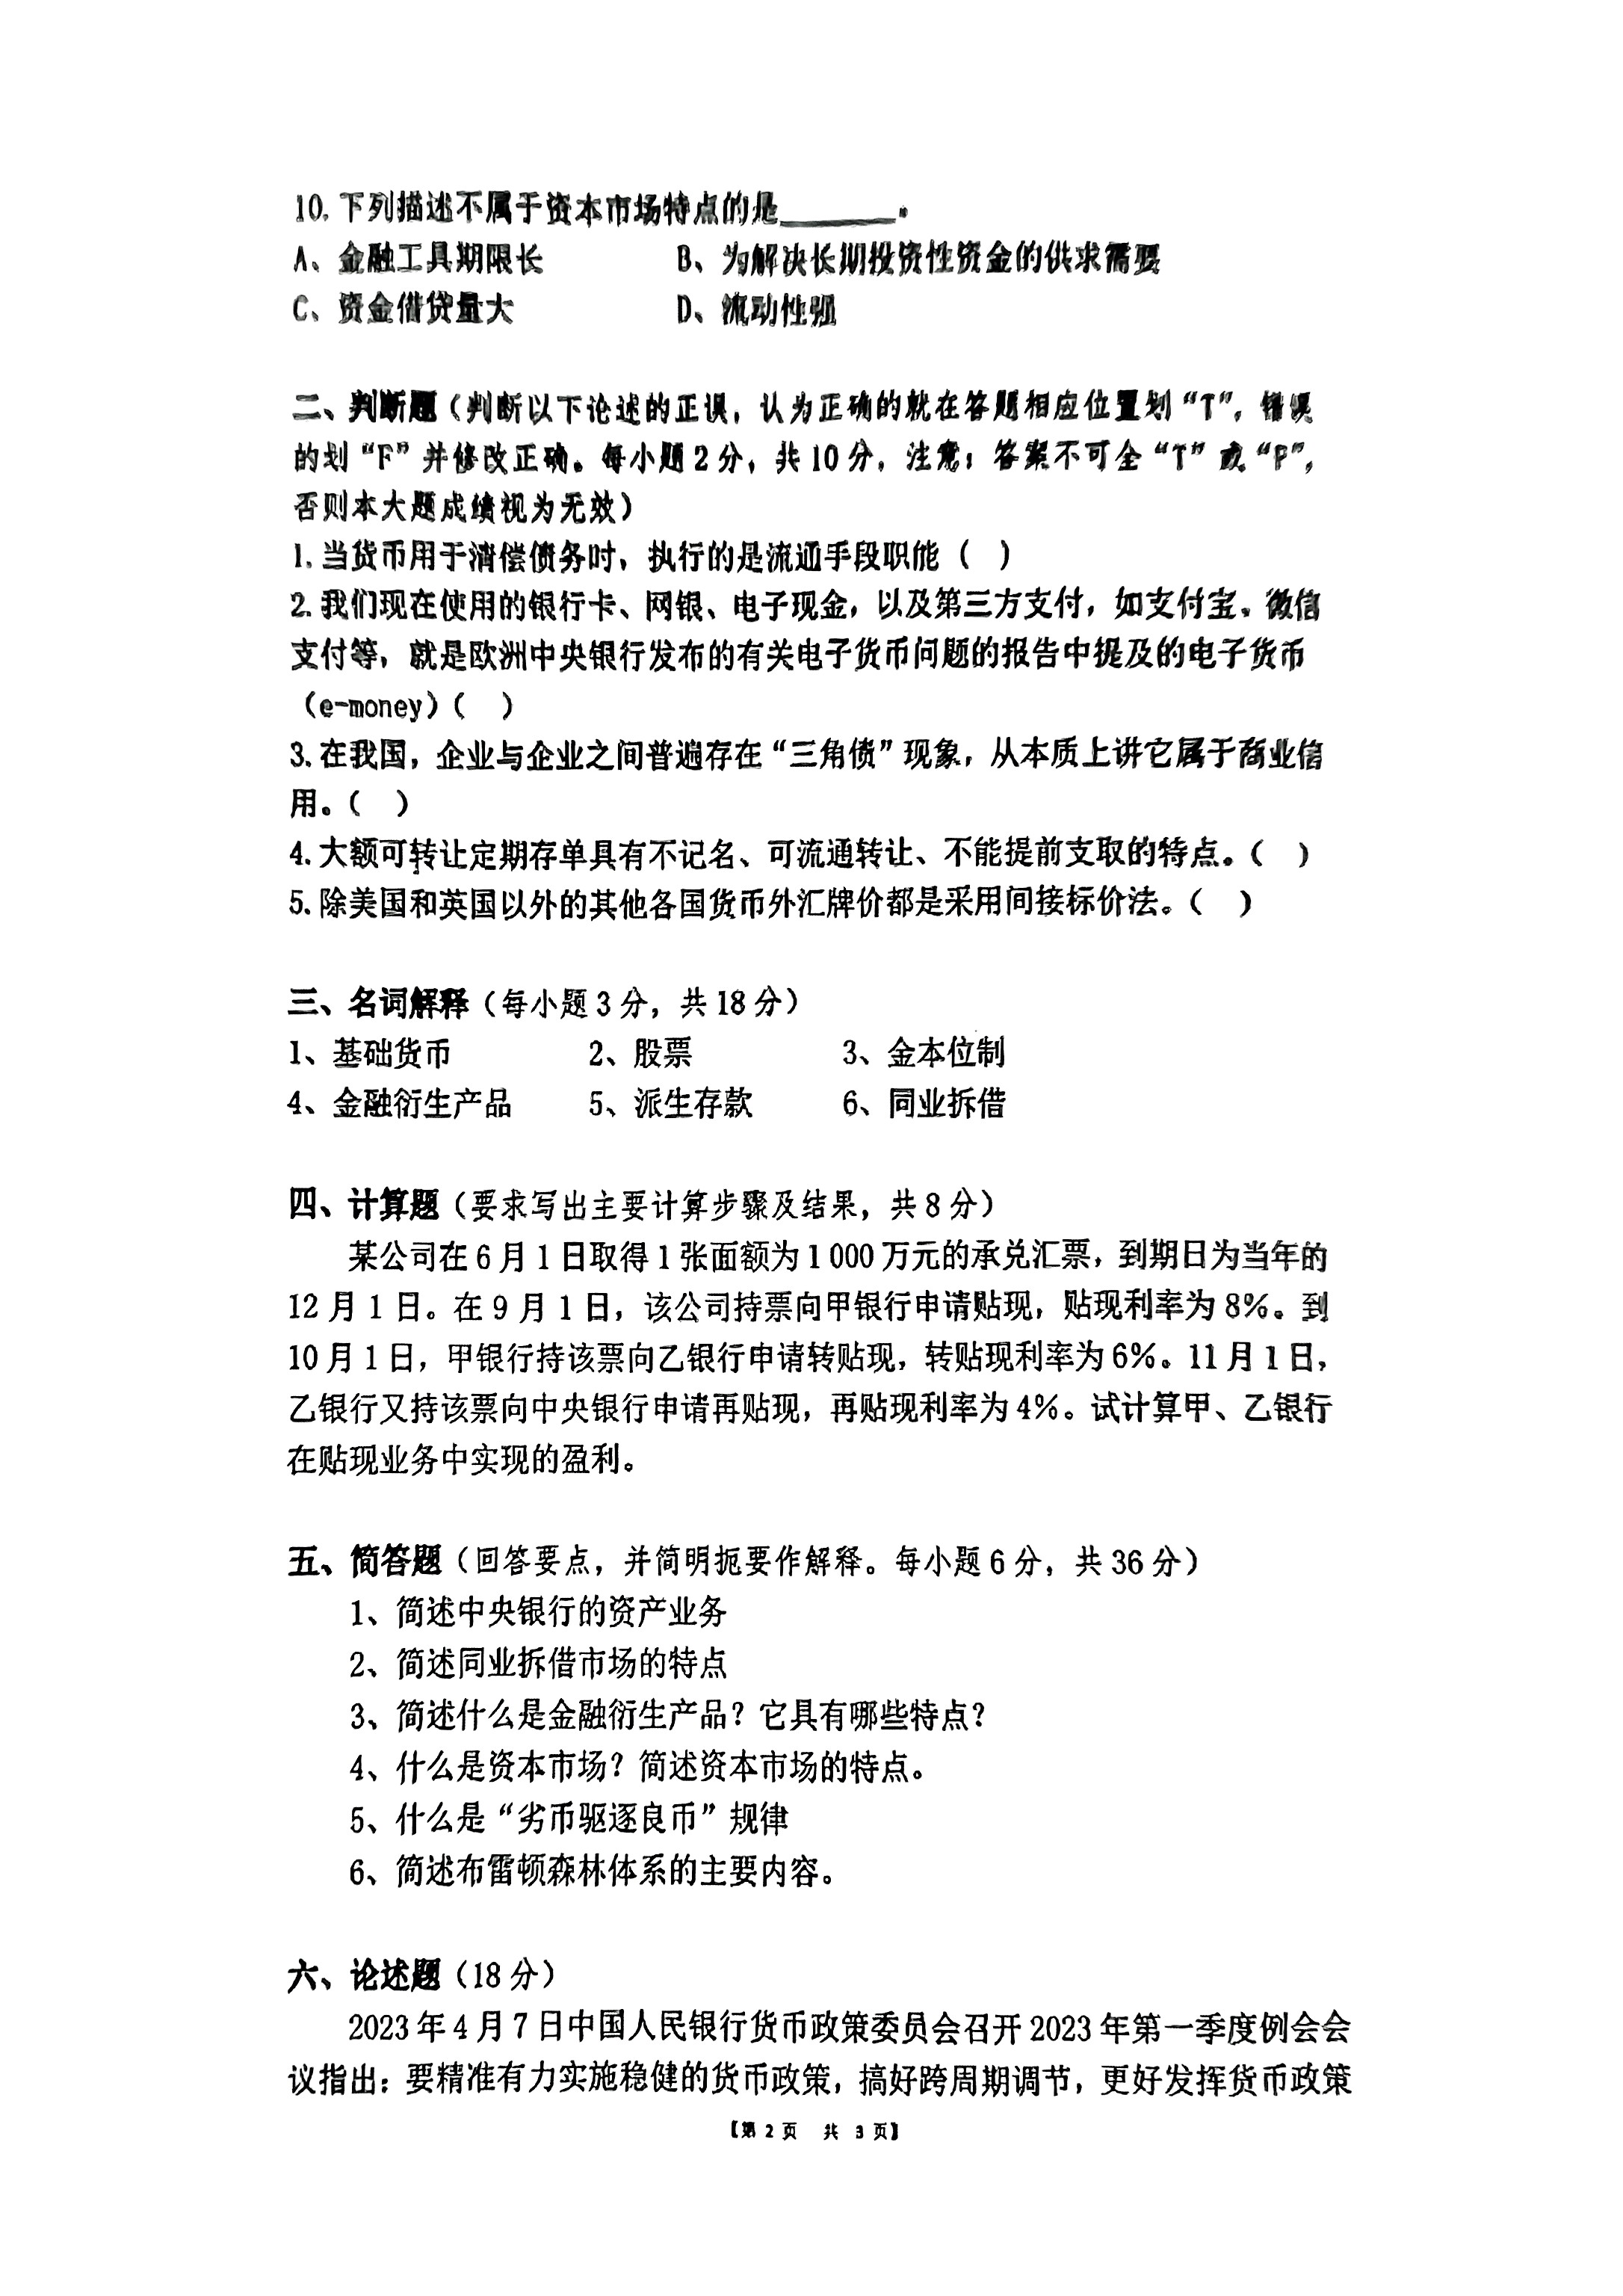 10. 下列描述不属于资本市场特点的是________。
A、金融工具期限长 B、为解决长期投资性资金的供求需要
C、资金借贷量大 D、流动性强
二、判断题（判断以下论述的正误，认为正确的就在答题相应位置划“T”，错误
的划“F”并修改正确。每小题2分，共10分，注意：答案不可全“T”或“F”，
否则本大题成绩视为无效）
1. 当货币用于清偿债务时，执行的是流通手段职能（ ）
2. 我们现在使用的银行卡、网银、电子现金，以及第三方支付，如支付宝、微信
支付等，就是欧洲中央银行发布的有关电子货币问题的报告中提及的电子货币
（e-money）（ ）
3. 在我国，企业与企业之间普遍存在“三角债”现象，从本质上讲它属于商业信
用。（ ）
4. 大额可转让定期存单具有不记名、可流通转让、不能提前支取的特点。（ ）
5. 除美国和英国以外的其他各国货币外汇牌价都是采用间接标价法。（ ）
三、名词解释（每小题3分，共18分）
1、基础货币 2、股票 3、金本位制
4、金融衍生产品 5、派生存款 6、同业拆借
四、计算题（要求写出主要计算步骤及结果，共8分）
某公司在6月1日取得1张面额为1000万元的承兑汇票，到期日为当年的
12月1日。在9月1日，该公司持票向甲银行申请贴现，贴现利率为8%。到
10月1日，甲银行持该票向乙银行申请转贴现，转贴现利率为6%。11月1日，
乙银行又持该票向中央银行申请再贴现，再贴现利率为4%。试计算甲、乙银行
在贴现业务中实现的盈利。
五、简答题（回答要点，并简明扼要作解释。每小题6分，共36分）
1、简述中央银行的资产业务
2、简述同业拆借市场的特点
3、简述什么是金融衍生产品？它具有哪些特点？
4、什么是资本市场？简述资本市场的特点。
5、什么是“劣币驱逐良币”规律
6、简述布雷顿森林体系的主要内容。
六、论述题（18分）
2023年4月7日中国人民银行货币政策委员会召开2023年第一季度例会会
议指出：要精准有力实施稳健的货币政策，搞好跨周期调节，更好发挥货币政策
【第2页 共3页】